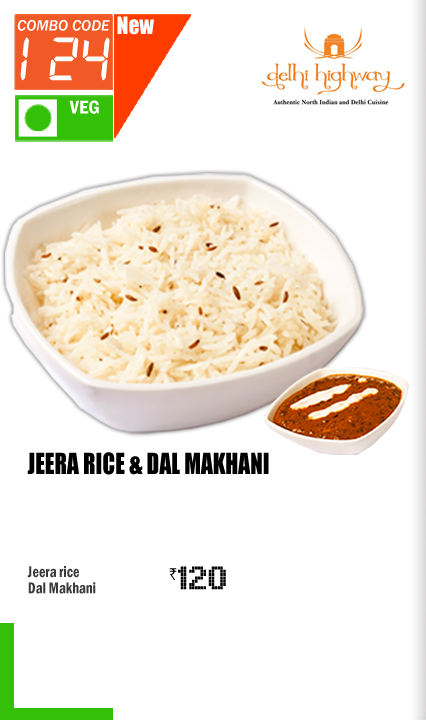 COMBO CODE
124
New
VEG
delhi highway
Authentic North Indian and Delhi Cuisine
JEERA RICE & DAL MAKHANI
Jeera rice
Dal Makhani
₹120